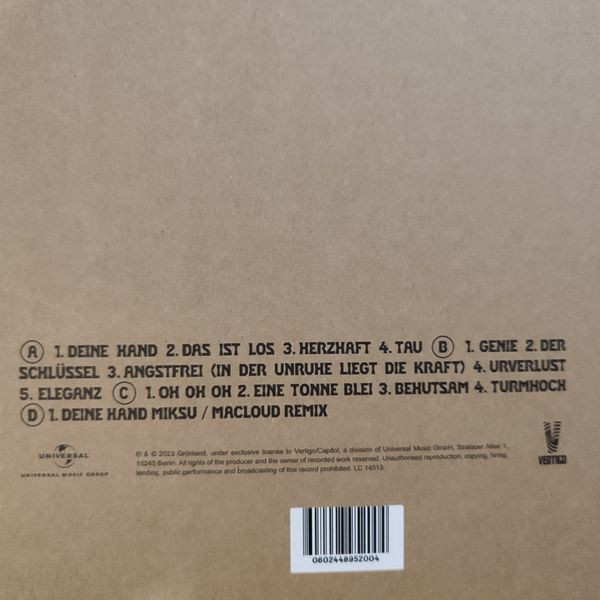 Ⓐ 1. DEINE HAND 2. DAS IST LOS 3. HERZHAFT 4. TAU Ⓑ 1. GENIE 2. DER
SCHLÜSSEL 3. ANGSTFREI (IN DER UNRUHE LIEGT DIE KRAFT) 4. URVERLUST
5. ELEGANZ Ⓒ 1. OH OH OH 2. EINE TONNE BLEI 3. BEHUTSAM 4. TURMHOCH
Ⓓ 1. DEINE HAND MIKSU / MACLOUD REMIX
UNIVERSAL
UNIVERSAL MUSIC GROUP
℗ & © 2023 Grönland, under exclusive license to Vertigo/Capitol, a division of Universal Music GmbH, Stralauer Allee 1,
10245 Berlin. All rights of the producer and the owner of recorded work reserved. Unauthorised reproduction, copying, hiring,
lending, public performance and broadcasting of this record prohibited. LC 14513.
VERTIGO
0602448952004